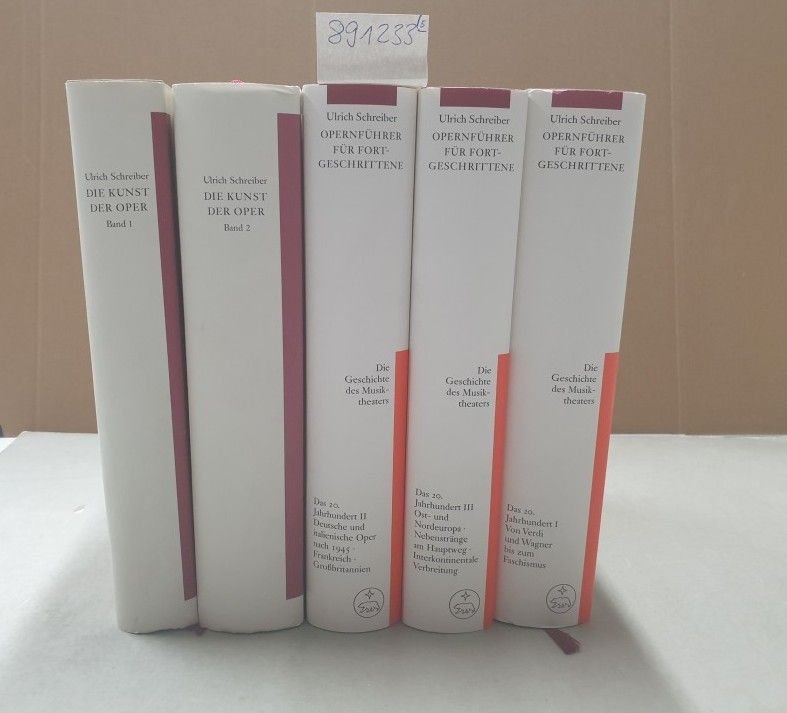 891233
Ulrich Schreiber
DIE KUNST
DER OPER
Band 1
Ulrich Schreiber
DIE KUNST
DER OPER
Band 2
Ulrich Schreiber
OPERNFÜHRER
FÜR FORT-
GESCHRITTENE
Die
Geschichte
des Musik-
theaters
Das 20.
Jahrhundert II
Deutsche und
italienische Oper
nach 1945 ·
Frankreich ·
Großbritannien
Ulrich Schreiber
OPERNFÜHRER
FÜR FORT-
GESCHRITTENE
Die
Geschichte
des Musik-
theaters
Das 20.
Jahrhundert III
Ost- und
Nordeuropa ·
Nebenstränge
am Hauptweg ·
Interkontinentale
Verbreitung
Ulrich Schreiber
OPERNFÜHRER
FÜR FORT-
GESCHRITTENE
Die
Geschichte
des Musik-
theaters
Das 20.
Jahrhundert I
Von Verdi
und Wagner
bis zum
Faschismus